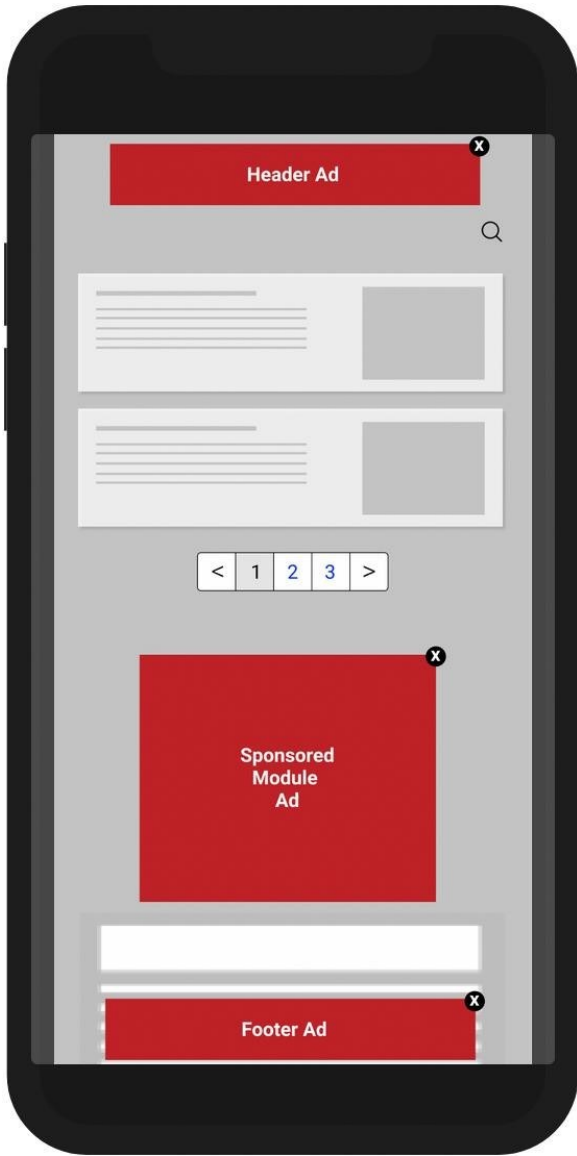 X
Header Ad
< 1 2 3 >
X
Sponsored
Module
Ad
X
Footer Ad